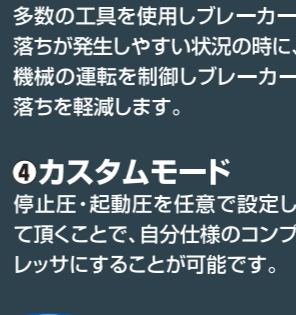 多数の工具を使用しブレーカー
落ちが発生しやすい状況の時に、
機械の運転を制御しブレーカー
落ちを軽減します。
❹カスタムモード
停止圧・起動圧を任意で設定し
て頂くことで、自分仕様のコンプ
レッサにすることが可能です。